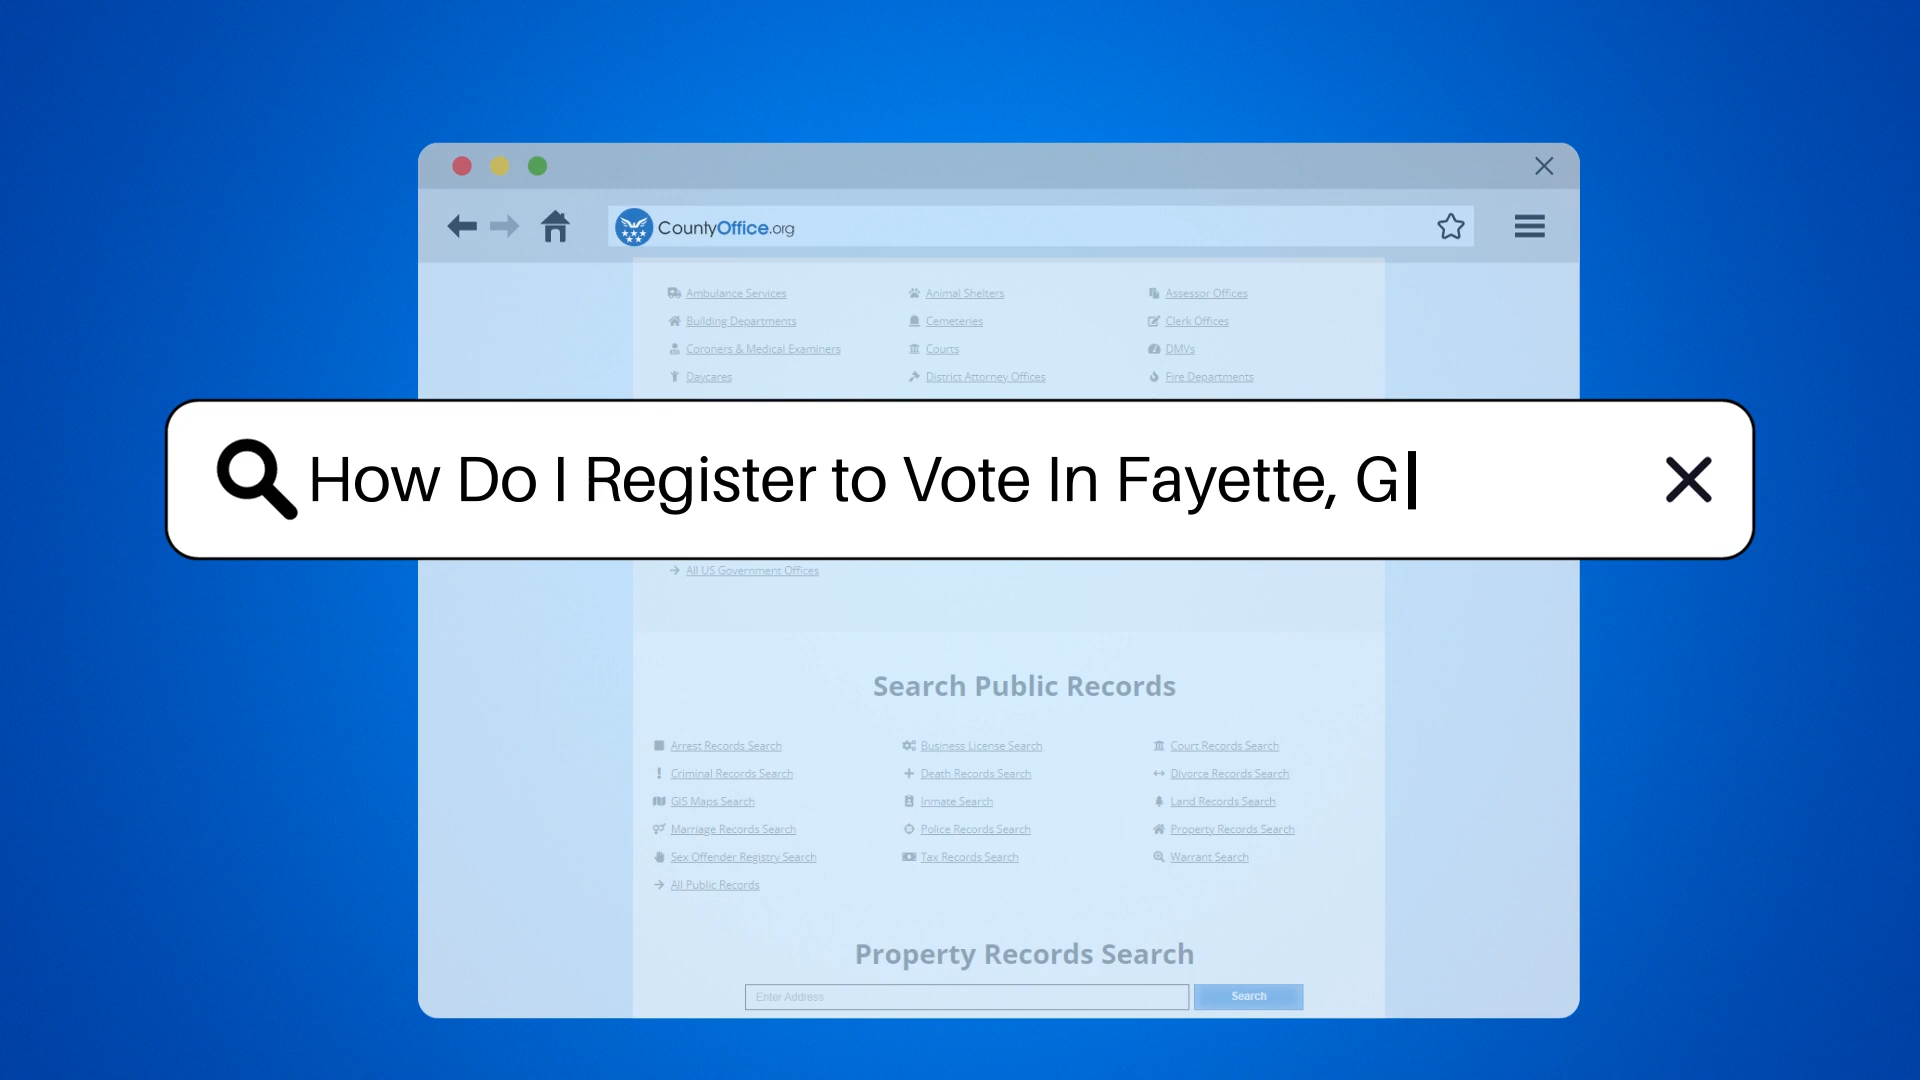 CountyOffice.org
Ambulance Services Animal Shelters Assessor Offices
Building Departments Cemeteries Clerk Offices
Coroners & Medical Examiners Courts DMVs
Daycares District Attorney Offices Fire Departments
How Do I Register to Vote In Fayette, G
All US Government Offices
Search Public Records
Arrest Records Search Business License Search Court Records Search
Criminal Records Search Death Records Search Divorce Records Search
GIS Maps Search Inmate Search Land Records Search
Marriage Records Search Police Records Search Property Records Search
Sex Offender Registry Search Tax Records Search Warrant Search
All Public Records
Property Records Search
Enter Address Search